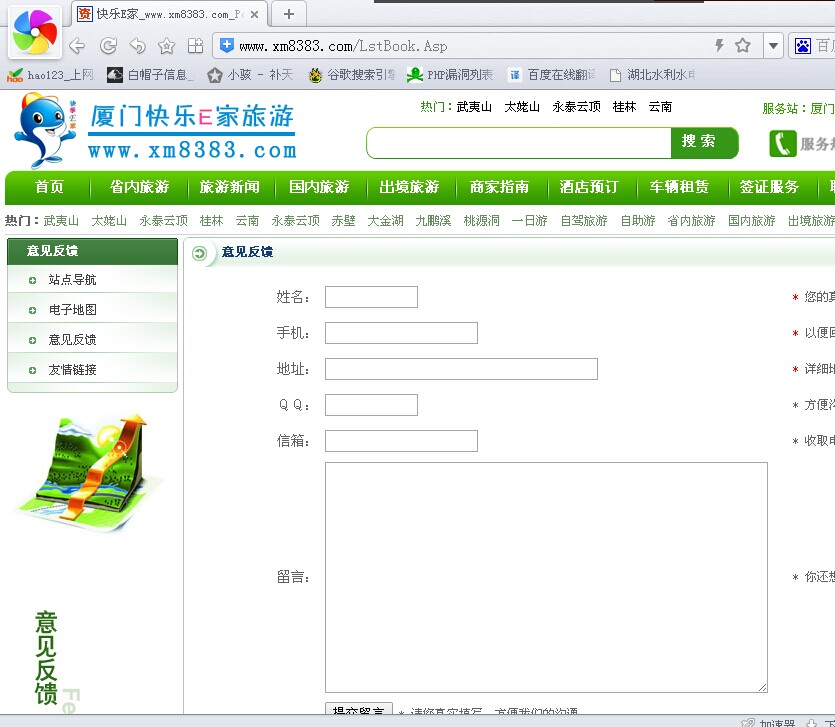 快乐E家_www.xm8383.com_P
www.xm8383.com/LstBook.Asp
hao123_上网 白帽子信息_ 小孩 - 补天 谷歌搜索引 PHP漏洞列表 百度在线翻译 湖北水利水电
厦门快乐E家旅游
www.xm8383.com
热门：武夷山 太姥山 永泰云顶 桂林 云南
服务站：厦门
搜 索
服务热
首页 省内旅游 旅游新闻 国内旅游 出境旅游 商家指南 酒店预订 车辆租赁 签证服务
热门：武夷山 太姥山 永泰云顶 桂林 云南 永泰云顶 赤壁 大金湖 九鹏溪 桃源洞 一日游 自驾旅游 自助游 省内旅游 国内旅游 出境旅游
意见反馈
站点导航
电子地图
意见反馈
友情链接
意见反馈
Fe
意见反馈
姓名： * 您的真
手机： * 以便回
地址： * 详细地
ＱＱ： * 方便沟
信箱： * 收取电
留言： * 你还想
提交留言 * 请您真实填写，方便我们的沟通
加速器 下